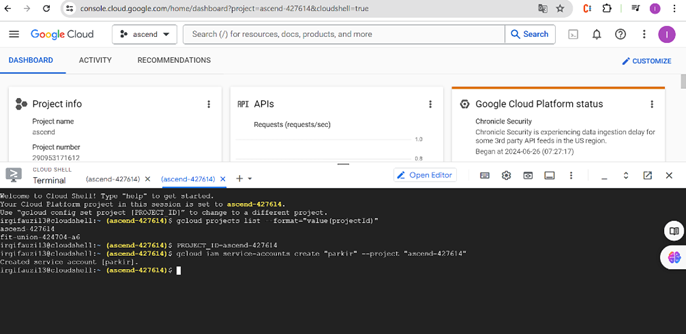 console.cloud.google.com/home/dashboard?project=ascend-427614&cloudshell=true
Google Cloud
ascend
Search (/) for resources, docs, products, and more
Search
I
DASHBOARD
ACTIVITY
RECOMMENDATIONS
CUSTOMIZE
Project info
Project name
ascend
Project number
290953171612
API APIs
Requests (requests/sec)
1.0
0.8
Google Cloud Platform status
Chronicle Security
Chronicle Security is experiencing data ingestion delay for
some 3rd party API feeds in the US region.
Began at 2024-06-26 (07:27:17)
CLOUD SHELL
Terminal
(ascend-427614)
(ascend-427614)
Open Editor
Welcome to Cloud Shell! Type "help" to get started.
Your Cloud Platform project in this session is set to ascend-427614.
Use "gcloud config set project [PROJECT_ID]" to change to a different project.
irgifauzi13@cloudshell:~ (ascend-427614)$ gcloud projects list --format="value(projectId)"
ascend-427614
fit-union-424704-a6
irgifauzi13@cloudshell:~ (ascend-427614)$ PROJECT_ID=ascend-427614
irgifauzi13@cloudshell:~ (ascend-427614)$ gcloud iam service-accounts create "parkir" --project "ascend-427614"
Created service account [parkir].
irgifauzi13@cloudshell:~ (ascend-427614)$